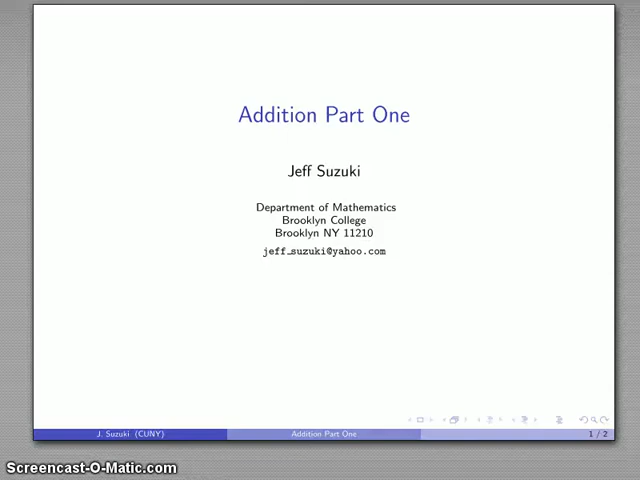 Addition Part One
Jeff Suzuki
Department of Mathematics
Brooklyn College
Brooklyn NY 11210
jeff_suzuki@yahoo.com
J. Suzuki (CUNY)
Addition Part One
1 / 2
Screencast-O-Matic.com